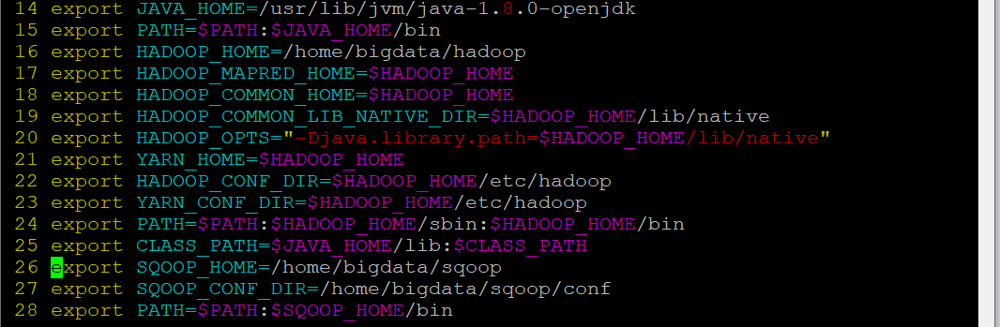 14 export JAVA_HOME=/usr/lib/jvm/java-1.8.0-openjdk
15 export PATH=$PATH:$JAVA_HOME/bin
16 export HADOOP_HOME=/home/bigdata/hadoop
17 export HADOOP_MAPRED_HOME=$HADOOP_HOME
18 export HADOOP_COMMON_HOME=$HADOOP_HOME
19 export HADOOP_COMMON_LIB_NATIVE_DIR=$HADOOP_HOME/lib/native
20 export HADOOP_OPTS="-Djava.library.path=$HADOOP_HOME/lib/native"
21 export YARN_HOME=$HADOOP_HOME
22 export HADOOP_CONF_DIR=$HADOOP_HOME/etc/hadoop
23 export YARN_CONF_DIR=$HADOOP_HOME/etc/hadoop
24 export PATH=$PATH:$HADOOP_HOME/sbin:$HADOOP_HOME/bin
25 export CLASS_PATH=$JAVA_HOME/lib:$CLASS_PATH
26 export SQOOP_HOME=/home/bigdata/sqoop
27 export SQOOP_CONF_DIR=/home/bigdata/sqoop/conf
28 export PATH=$PATH:$SQOOP_HOME/bin